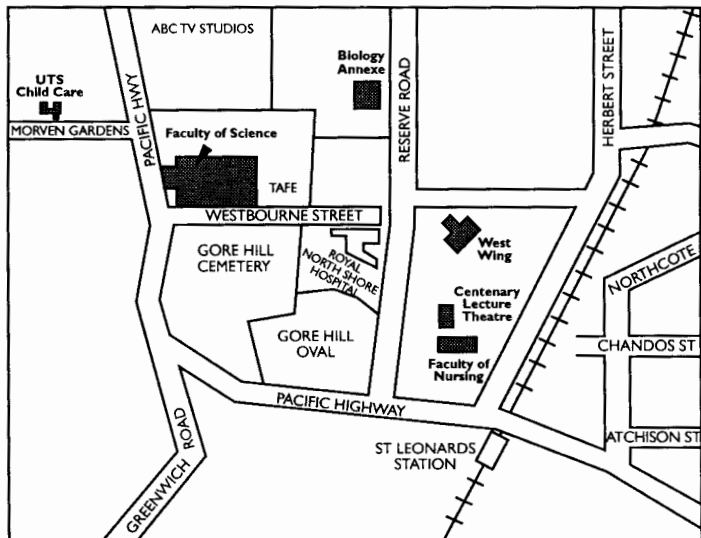 ABC TV STUDIOS
UTS
Child Care
MORVEN GARDENS
PACIFIC HWY
Biology
Annexe
RESERVE ROAD
HERBERT STREET
Faculty of Science
TAFE
WESTBOURNE STREET
GORE HILL
CEMETERY
ROYAL
NORTH SHORE
HOSPITAL
West
Wing
NORTHCOTE
Centenary
Lecture
Theatre
GORE HILL
OVAL
Faculty
of Nursing
CHANDOS ST
PACIFIC HIGHWAY
ATCHISON ST
ST LEONARDS
STATION
GREENWICH ROAD